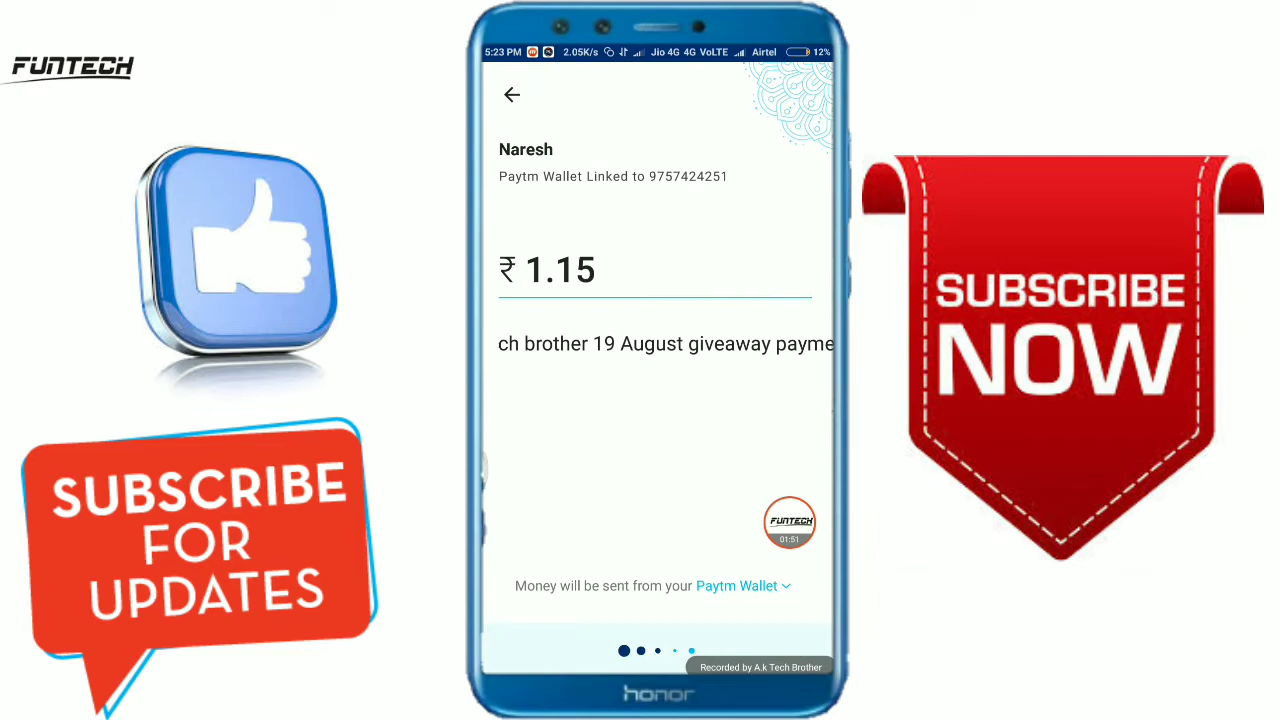 FUNTECH
SUBSCRIBE
FOR
UPDATES
5:23 PM 2.05K/s Jio 4G 4G VoLTE Airtel 12%
Naresh
Paytm Wallet Linked to 9757424251
₹ 1.15
ch brother 19 August giveaway payme
FUNTECH
01:51
Money will be sent from your Paytm Wallet
Recorded by A.k Tech Brother
honor
SUBSCRIBE
NOW